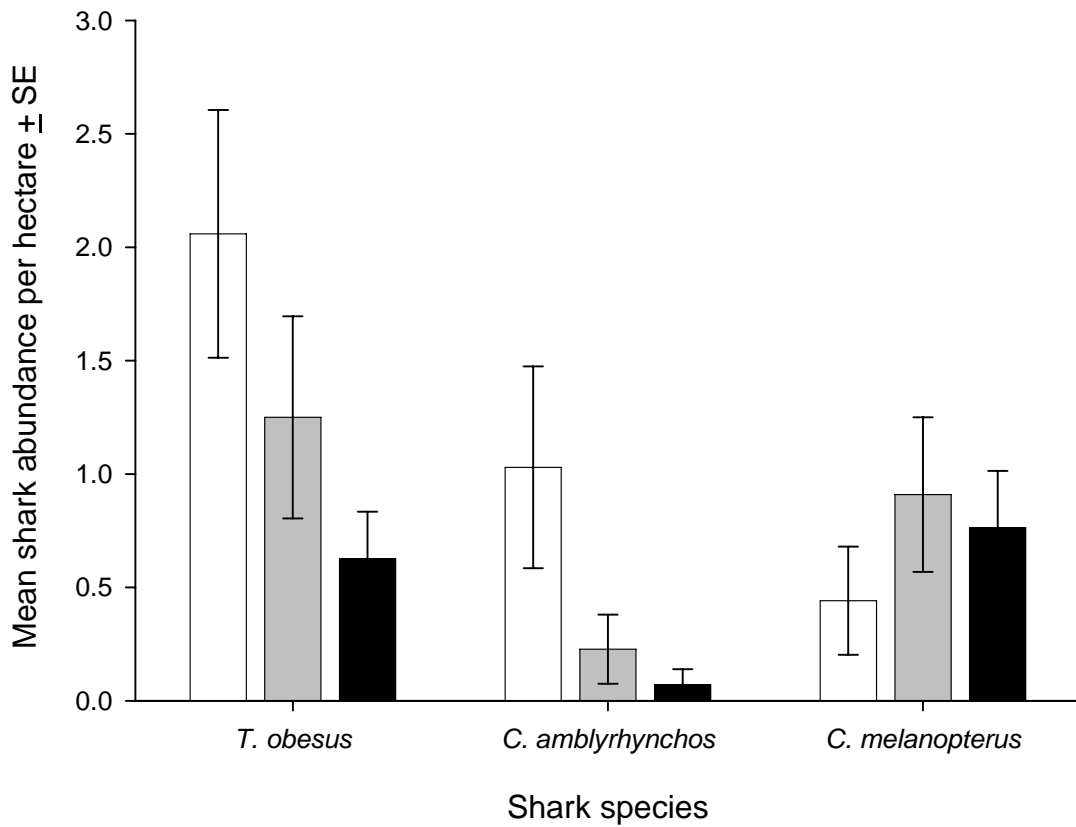 Mean shark abundance per hectare ± SE
3.0
2.5
2.0
1.5
1.0
0.5
0.0
T. obesus
C. amblyrhynchos
C. melanopterus
Shark species